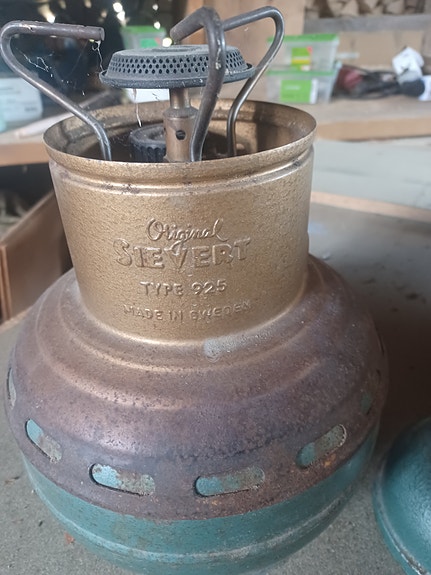 Original
SIEVERT
TYPE 925
MADE IN SWEDEN